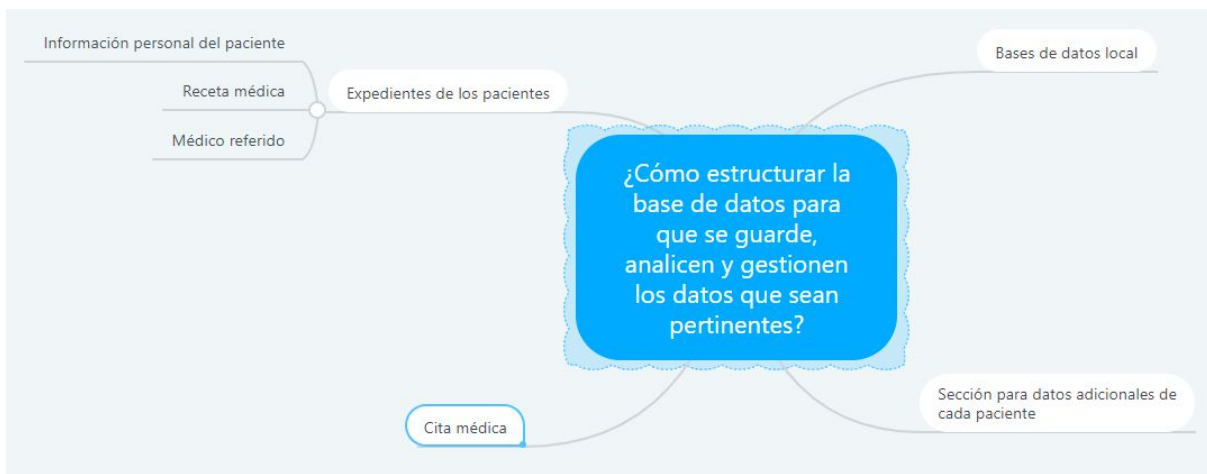 Información personal del paciente
Receta médica
Médico referido
Expedientes de los pacientes
Bases de datos local
¿Cómo estructurar la
base de datos para
que se guarde,
analicen y gestionen
los datos que sean
pertinentes?
Cita médica
Sección para datos adicionales de
cada paciente